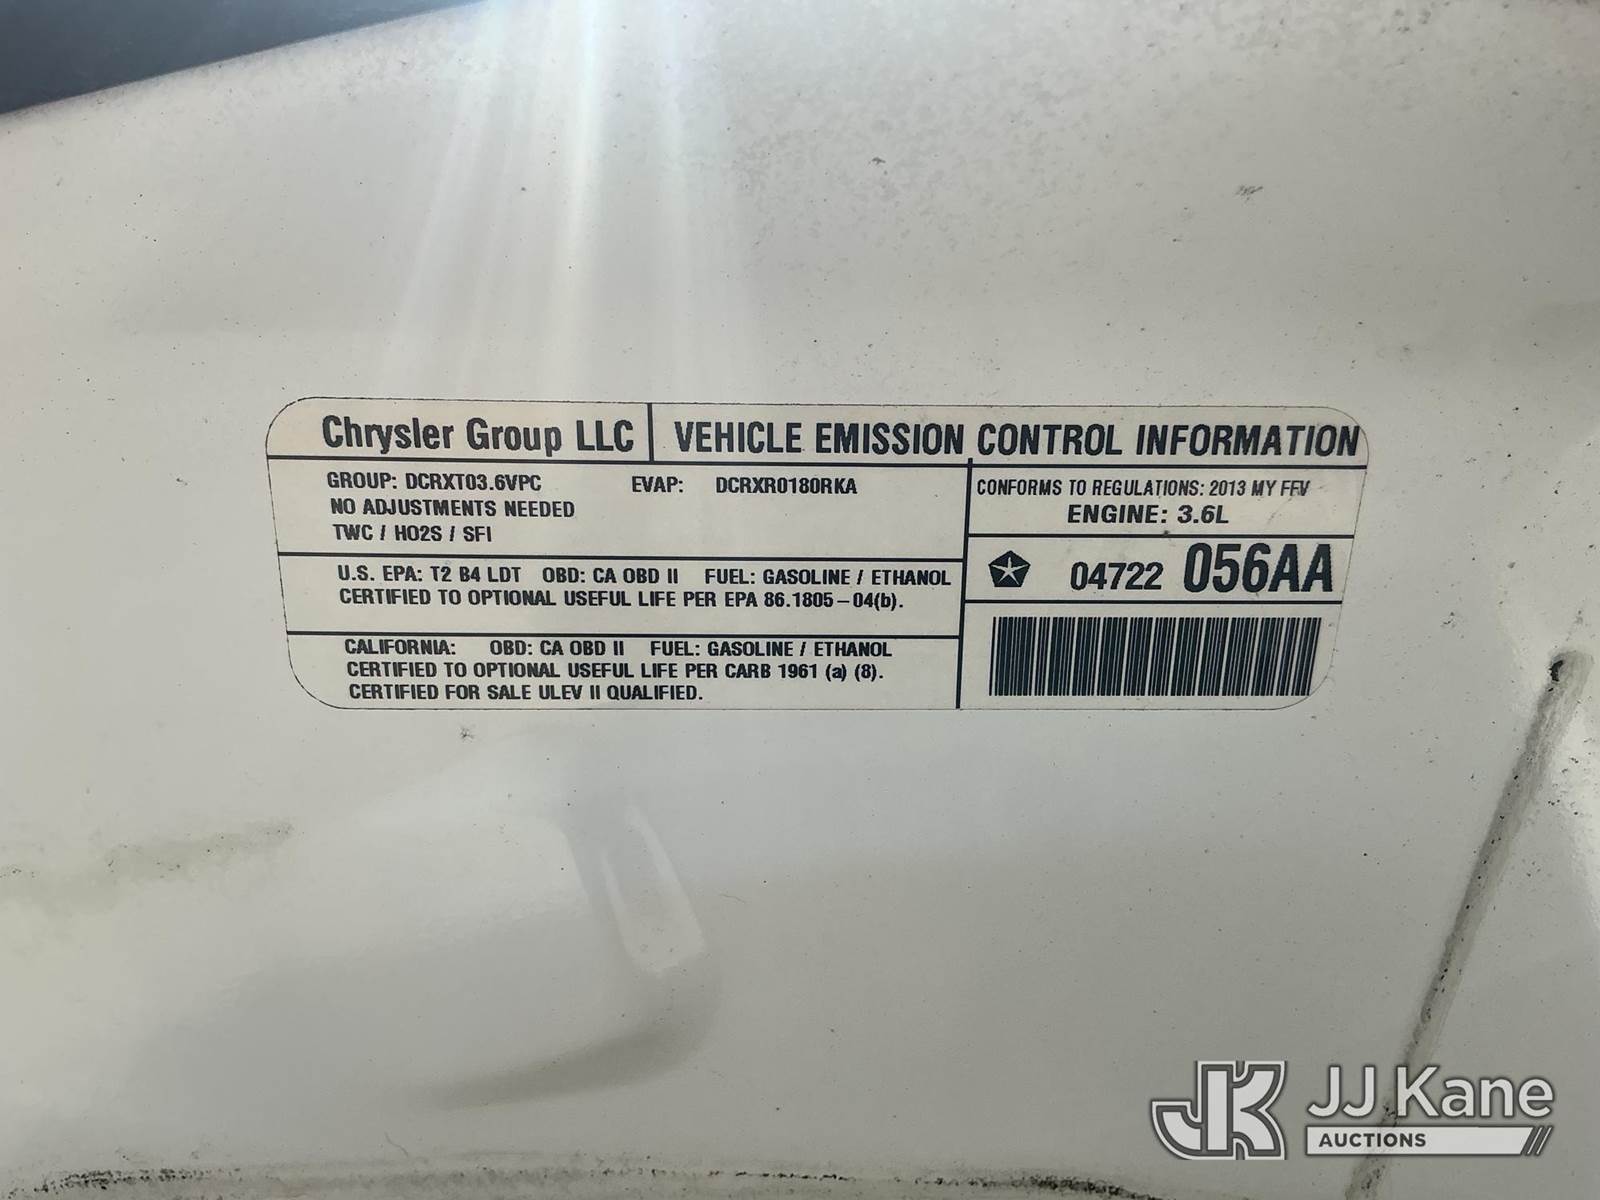 Chrysler Group LLC
VEHICLE EMISSION CONTROL INFORMATION
GROUP: DCRXT03.6VPC EVAP: DCRXR0180RKA
NO ADJUSTMENTS NEEDED
TWC / HO2S / SFI
CONFORMS TO REGULATIONS: 2013 MY FFV
ENGINE: 3.6L
U.S. EPA: T2 B4 LDT OBD: CA OBD II FUEL: GASOLINE / ETHANOL
CERTIFIED TO OPTIONAL USEFUL LIFE PER EPA 86.1805-04(b).
04722 056AA
CALIFORNIA: OBD: CA OBD II FUEL: GASOLINE / ETHANOL
CERTIFIED TO OPTIONAL USEFUL LIFE PER CARB 1961 (a) (8).
CERTIFIED FOR SALE ULEV II QUALIFIED.
JK JJ Kane
AUCTIONS